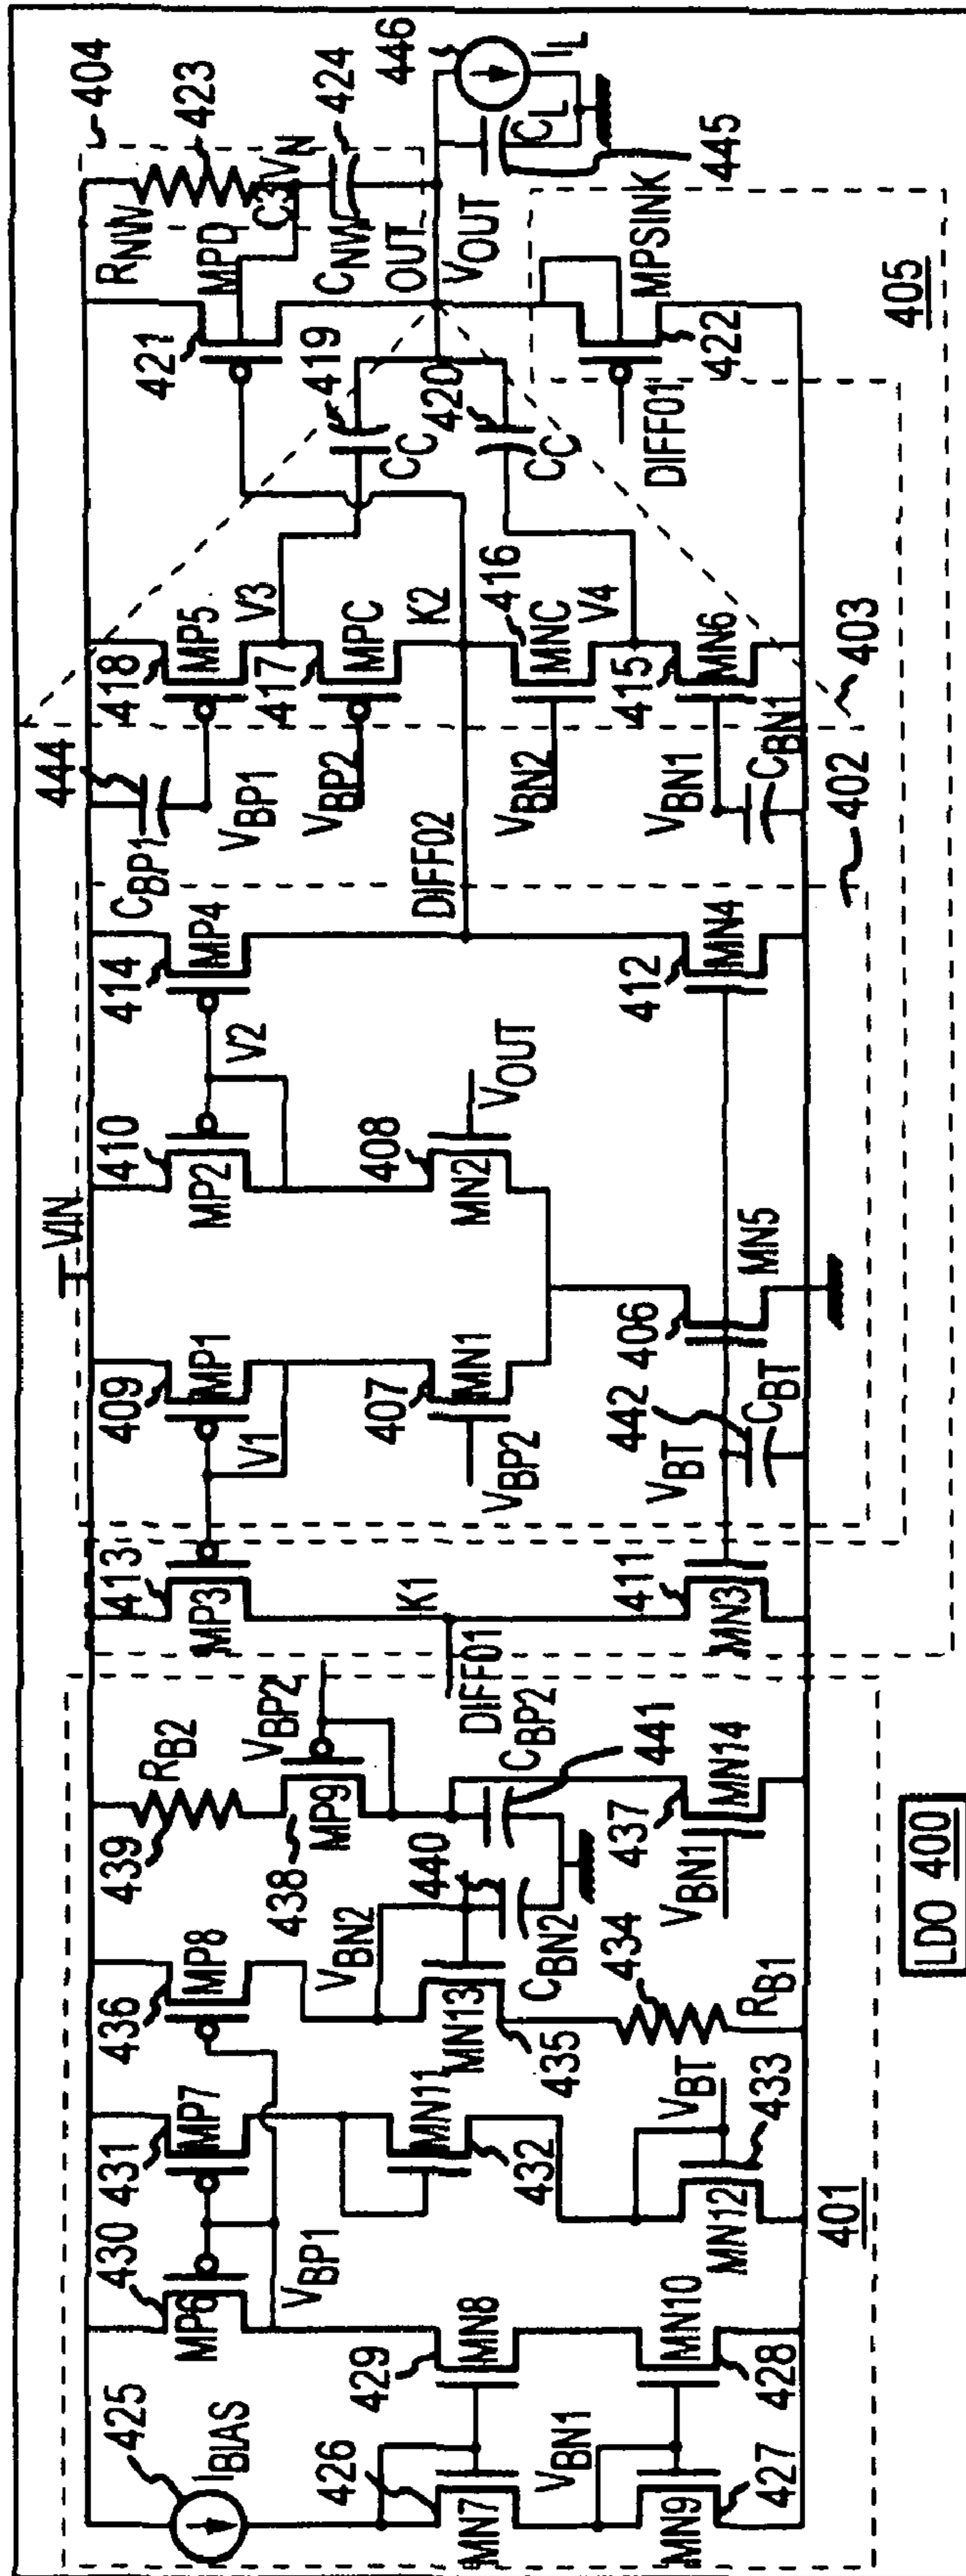 VIN
425
IBIAS
426
MN7
VBN1
MN9
427
430
MP6
VBP1
429
MN8
MN10
428
431
MP7
MN11
432
VBT
MN12
433
401
436
MP8
VBN2
MN13
435
440
CBN2
434
RB1
439
RB2
438
MP9
VBP2
DIFF01
CBP2
441
437
MN14
VBN1
413
MP3
K1
411
MN3
409
MP1
V1
407
MN1
VBP2
442
VBT
CBT
406
MN5
410
MP2
V2
408
MN2
VOUT
414
MP4
DIFF02
412
MN4
402
444
CBP1
VBP1
VBP2
VBN2
VBN1
CBN1
403
418
MP5
V3
417
MPC
K2
416
MNC
V4
415
MN6
CC
419
420
CC
421
MPD
RNW
423
404
C3
VN
CNW
424
OUT
VOUT
446
IL
CL
445
MPSINK
422
DIFF01
405
LDO 400